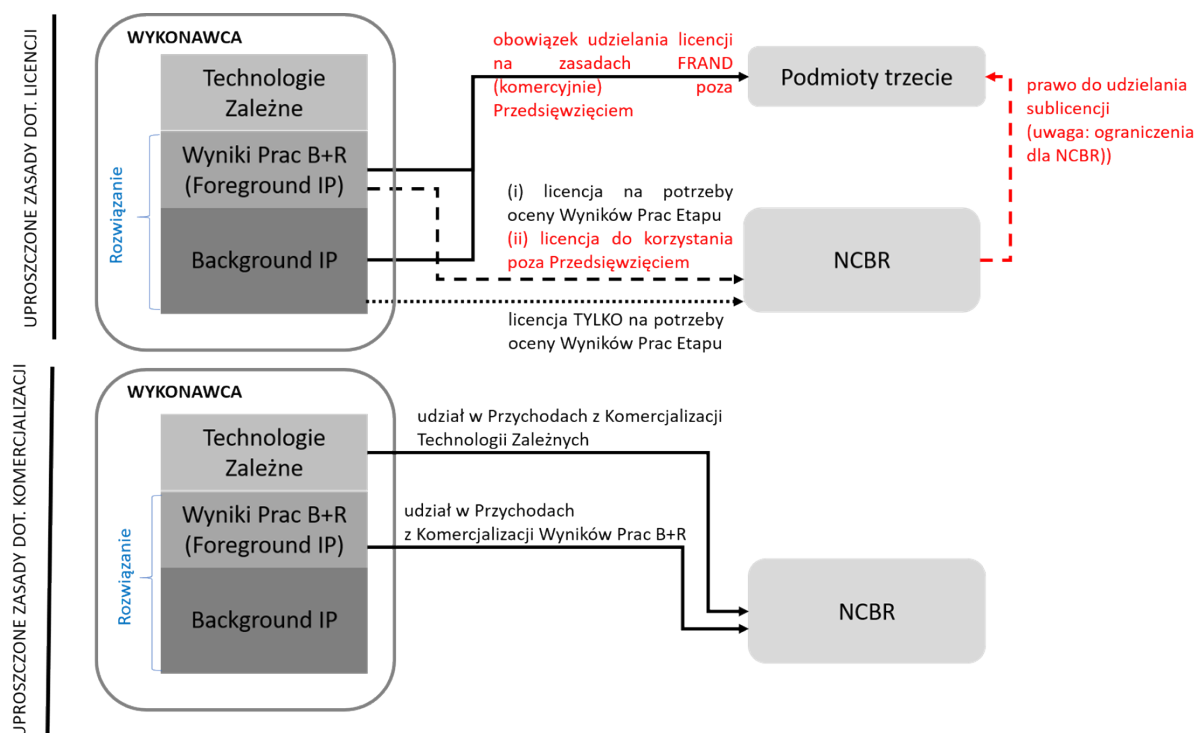 UPROSZCZONE ZASADY DOT. LICENCJI
WYKONAWCA
Technologie
Zależne
Wyniki Prac B+R
(Foreground IP)
Background IP
Rozwiązanie
obowiązek udzielania licencji
na zasadach FRAND
(komercyjnie) poza
Przedsięwzięciem
Podmioty trzecie
prawo do udzielania
sublicencji
(uwaga: ograniczenia
dla NCBR))
(i) licencja na potrzeby
oceny Wyników Prac Etapu
(ii) licencja do korzystania
poza Przedsięwzięciem
NCBR
licencja TYLKO na potrzeby
oceny Wyników Prac Etapu
UPROSZCZONE ZASADY DOT. KOMERCJALIZACJI
WYKONAWCA
Technologie
Zależne
Wyniki Prac B+R
(Foreground IP)
Background IP
Rozwiązanie
udział w Przychodach z Komercjalizacji
Technologii Zależnych
udział w Przychodach
z Komercjalizacji Wyników Prac B+R
NCBR